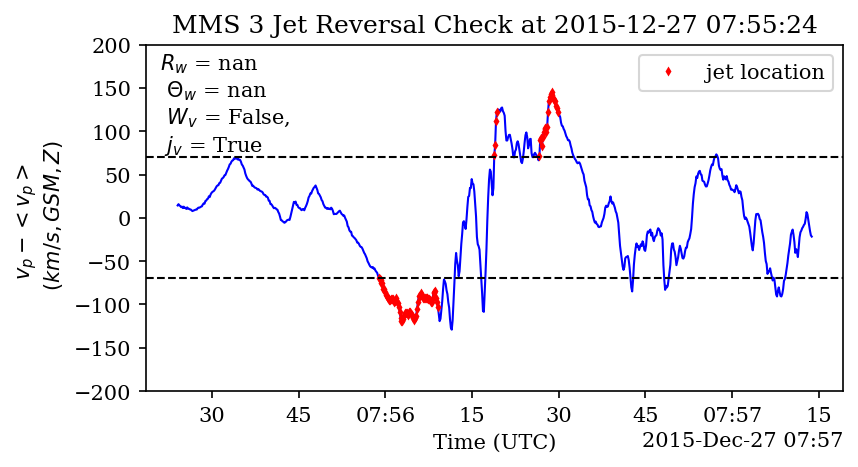 MMS 3 Jet Reversal Check at 2015-12-27 07:55:24
R_w = nan
Θ_w = nan
W_v = False,
j_v = True
jet location
v_p − <v_p>
(km/s, GSM, Z)
200
150
100
50
0
−50
−100
−150
−200
30 45 07:56 15 30 45 07:57 15
Time (UTC)
2015-Dec-27 07:57